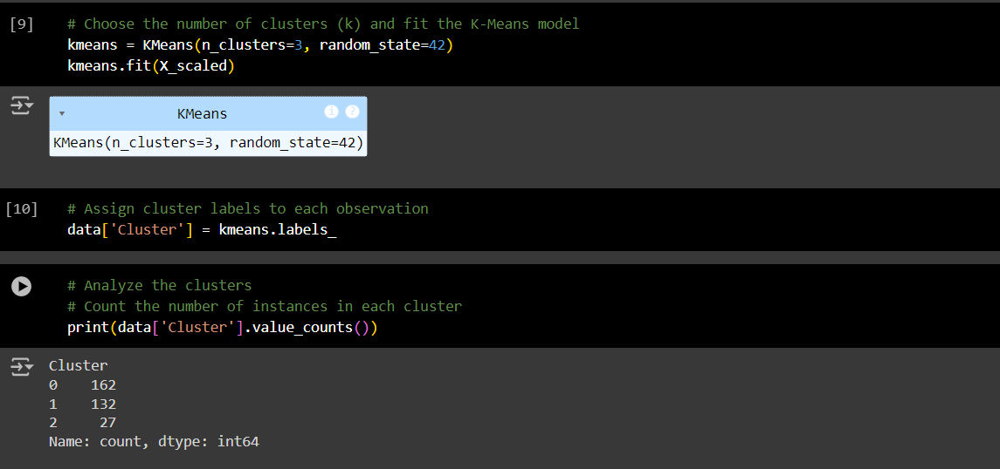 [9] # Choose the number of clusters (k) and fit the K-Means model
kmeans = KMeans(n_clusters=3, random_state=42)
kmeans.fit(X_scaled)
KMeans
KMeans(n_clusters=3, random_state=42)
[10] # Assign cluster labels to each observation
data['Cluster'] = kmeans.labels_
# Analyze the clusters
# Count the number of instances in each cluster
print(data['Cluster'].value_counts())
Cluster
0    162
1    132
2     27
Name: count, dtype: int64